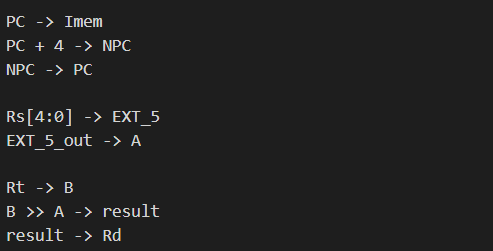 PC -> Imem
PC + 4 -> NPC
NPC -> PC
Rs[4:0] -> EXT_5
EXT_5_out -> A
Rt -> B
B >> A -> result
result -> Rd